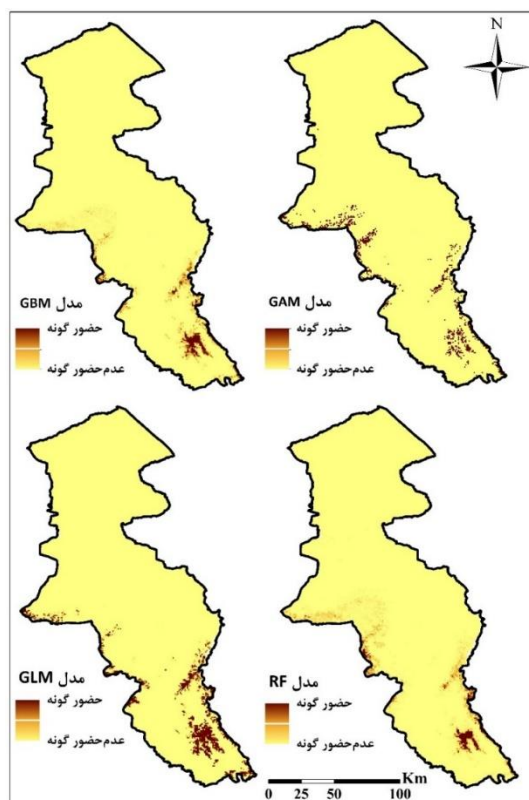 N
مدل GBM
حضور گونه
عدم‌حضور گونه
مدل GAM
حضور گونه
عدم‌حضور گونه
مدل GLM
حضور گونه
عدم‌حضور گونه
مدل RF
حضور گونه
عدم‌حضور گونه
Km
0 25 50 100